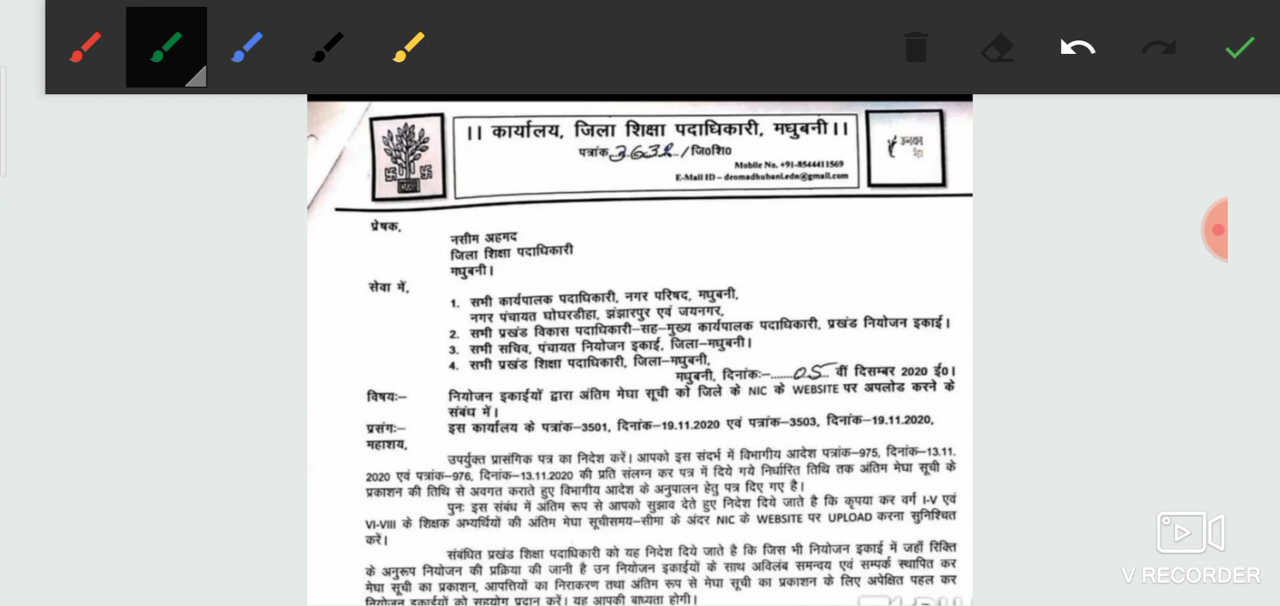 ।। कार्यालय, जिला शिक्षा पदाधिकारी, मधुबनी।।
पत्रांक 3632 /जि0शि0
Mobile No. +91-8544411569
E-Mail ID – deomadhubani.edn@gmail.com
उन्नयन
प्रेषक,
नसीम अहमद
जिला शिक्षा पदाधिकारी
मधुबनी।
सेवा में,
1. सभी कार्यपालक पदाधिकारी, नगर परिषद, मधुबनी,
नगर पंचायत घोघरडीहा, झंझारपुर एवं जयनगर,
2. सभी प्रखंड विकास पदाधिकारी–सह–मुख्य कार्यपालक पदाधिकारी, प्रखंड नियोजन इकाई।
3. सभी सचिव, पंचायत नियोजन इकाई, जिला–मधुबनी।
4. सभी प्रखंड शिक्षा पदाधिकारी, जिला–मधुबनी,
मधुबनी, दिनांकः–.......05.. वीं दिसम्बर 2020 ई0।
विषयः– नियोजन इकाईयों द्वारा अंतिम मेघा सूची को जिले के NIC के WEBSITE पर अपलोड करने के
संबंध में।
प्रसंगः– इस कार्यालय के पत्रांक–3501, दिनांक–19.11.2020 एवं पत्रांक–3503, दिनांक–19.11.2020,
महाशय,
उपर्युक्त प्रासंगिक पत्र का निदेश करें। आपको इस संदर्भ में विभागीय आदेश पत्रांक–975, दिनांक–13.11.
2020 एवं पत्रांक–976, दिनांक–13.11.2020 की प्रति संलग्न कर पत्र में दिये गये निर्धारित तिथि तक अंतिम मेघा सूची के
प्रकाशन की तिथि से अवगत कराते हुए विभागीय आदेश के अनुपालन हेतु पत्र दिए गए है।
पुनः इस संबंध में अंतिम रूप से आपको सुझाव देते हुए निदेश दिये जाते है कि कृपया कर वर्ग I-V एवं
VI-VIII के शिक्षक अभ्यर्थियों की अंतिम मेघा सूचीसमय–सीमा के अंदर NIC के WEBSITE पर UPLOAD करना सुनिश्चित
करें।
संबंधित प्रखंड शिक्षा पदाधिकारी को यह निदेश दिये जाते है कि जिस भी नियोजन इकाई में जहाँ रिक्ति
के अनुरूप नियोजन की प्रक्रिया की जानी है उन नियोजन इकाईयों के साथ अविलंब समन्वय एवं सम्पर्क स्थापित कर
मेघा सूची का प्रकाशन, आपत्तियों का निराकरण तथा अंतिम रूप से मेघा सूची का प्रकाशन के लिए अपेक्षित पहल कर
नियोजन इकाईयों को सहयोग प्रदान करें। यह आपकी बाध्यता होगी।
V RECORDER